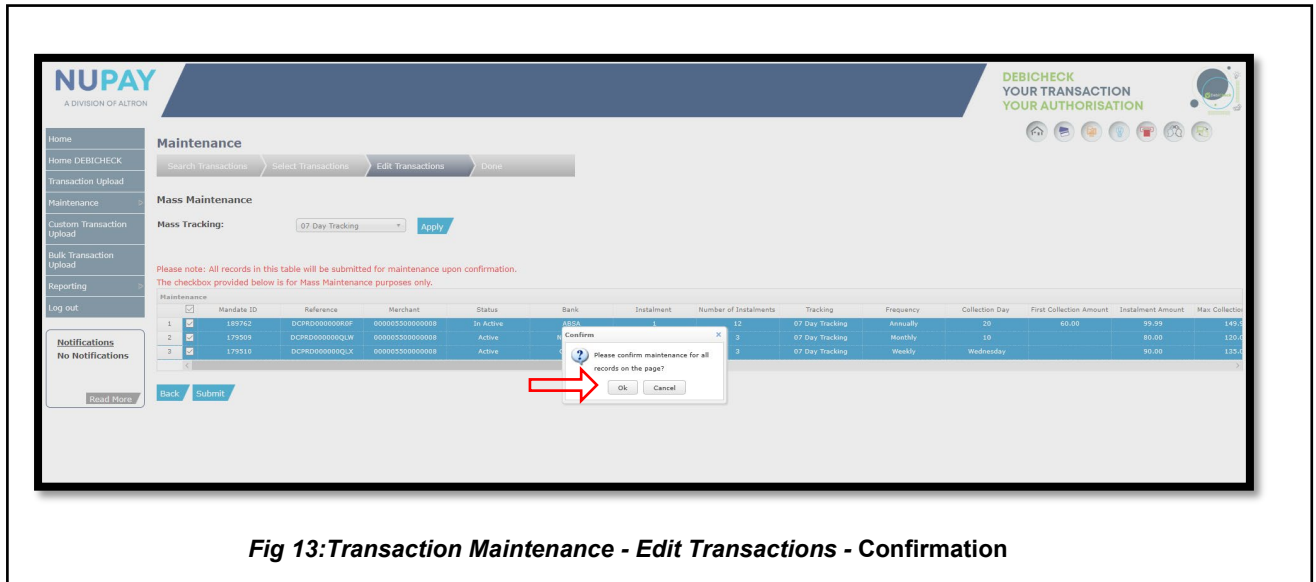 NUPAY
A DIVISION OF ALTRON
DEBICHECK
YOUR TRANSACTION
YOUR AUTHORISATION
Home
Home DEBICHECK
Transaction Upload
Maintenance
Custom Transaction
Upload
Bulk Transaction
Upload
Reporting
Log out
Notifications
No Notifications
Read More
Maintenance
Search Transactions Select Transactions Edit Transactions Done
Mass Maintenance
Mass Tracking: 07 Day Tracking Apply
Please note: All records in this table will be submitted for maintenance upon confirmation.
The checkbox provided below is for Mass Maintenance purposes only.
Maintenance
Mandate ID Reference Merchant Status Bank Instalment Number of Instalments Tracking Frequency Collection Day First Collection Amount Instalment Amount Max Collection
1 189762 DCPRD000000R0F 000005500000008 In Active ABSA 1 12 07 Day Tracking Annually 20 60.00 99.99 149.9
2 179509 DCPRD000000QLW 000005500000008 Active 3 07 Day Tracking Monthly 10 80.00 120.0
3 179510 DCPRD000000QLX 000005500000008 Active 3 07 Day Tracking Weekly Wednesday 90.00 135.0
Confirm
Please confirm maintenance for all
records on the page?
Ok Cancel
Back Submit
Fig 13:Transaction Maintenance - Edit Transactions - Confirmation